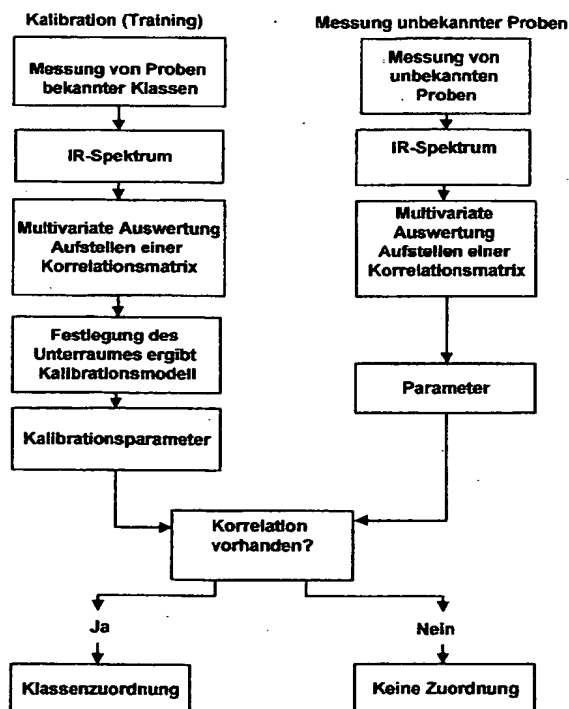 Kalibration (Training)
Messung von Proben
bekannter Klassen
IR-Spektrum
Multivariate Auswertung
Aufstellen einer
Korrelationsmatrix
Festlegung des
Unterraumes ergibt
Kalibrationsmodell
Kalibrationsparameter
Messung unbekannter Proben
Messung von
unbekannten
Proben
IR-Spektrum
Multivariate
Auswertung
Aufstellen einer
Korrelationsmatrix
Parameter
Korrelation
vorhanden?
Ja
Nein
Klassenzuordnung
Keine Zuordnung